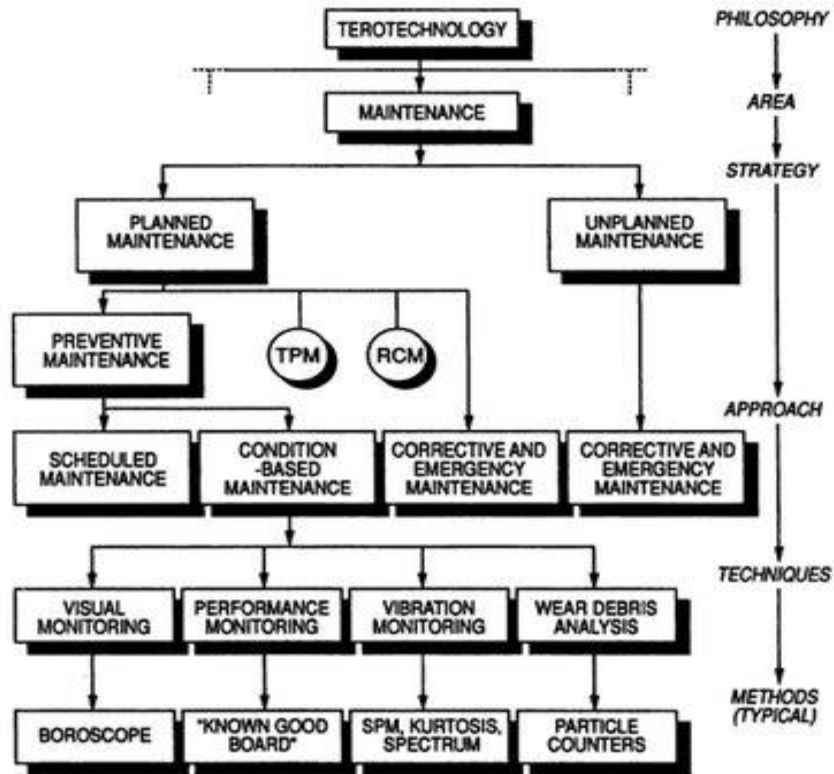 TEROTECHNOLOGY
PHILOSOPHY
MAINTENANCE
AREA
STRATEGY
PLANNED
MAINTENANCE
UNPLANNED
MAINTENANCE
PREVENTIVE
MAINTENANCE
TPM
RCM
APPROACH
SCHEDULED
MAINTENANCE
CONDITION
-BASED
MAINTENANCE
CORRECTIVE AND
EMERGENCY
MAINTENANCE
CORRECTIVE AND
EMERGENCY
MAINTENANCE
TECHNIQUES
VISUAL
MONITORING
PERFORMANCE
MONITORING
VIBRATION
MONITORING
WEAR DEBRIS
ANALYSIS
METHODS
(TYPICAL)
BOROSCOPE
"KNOWN GOOD
BOARD"
SPM, KURTOSIS,
SPECTRUM
PARTICLE
COUNTERS